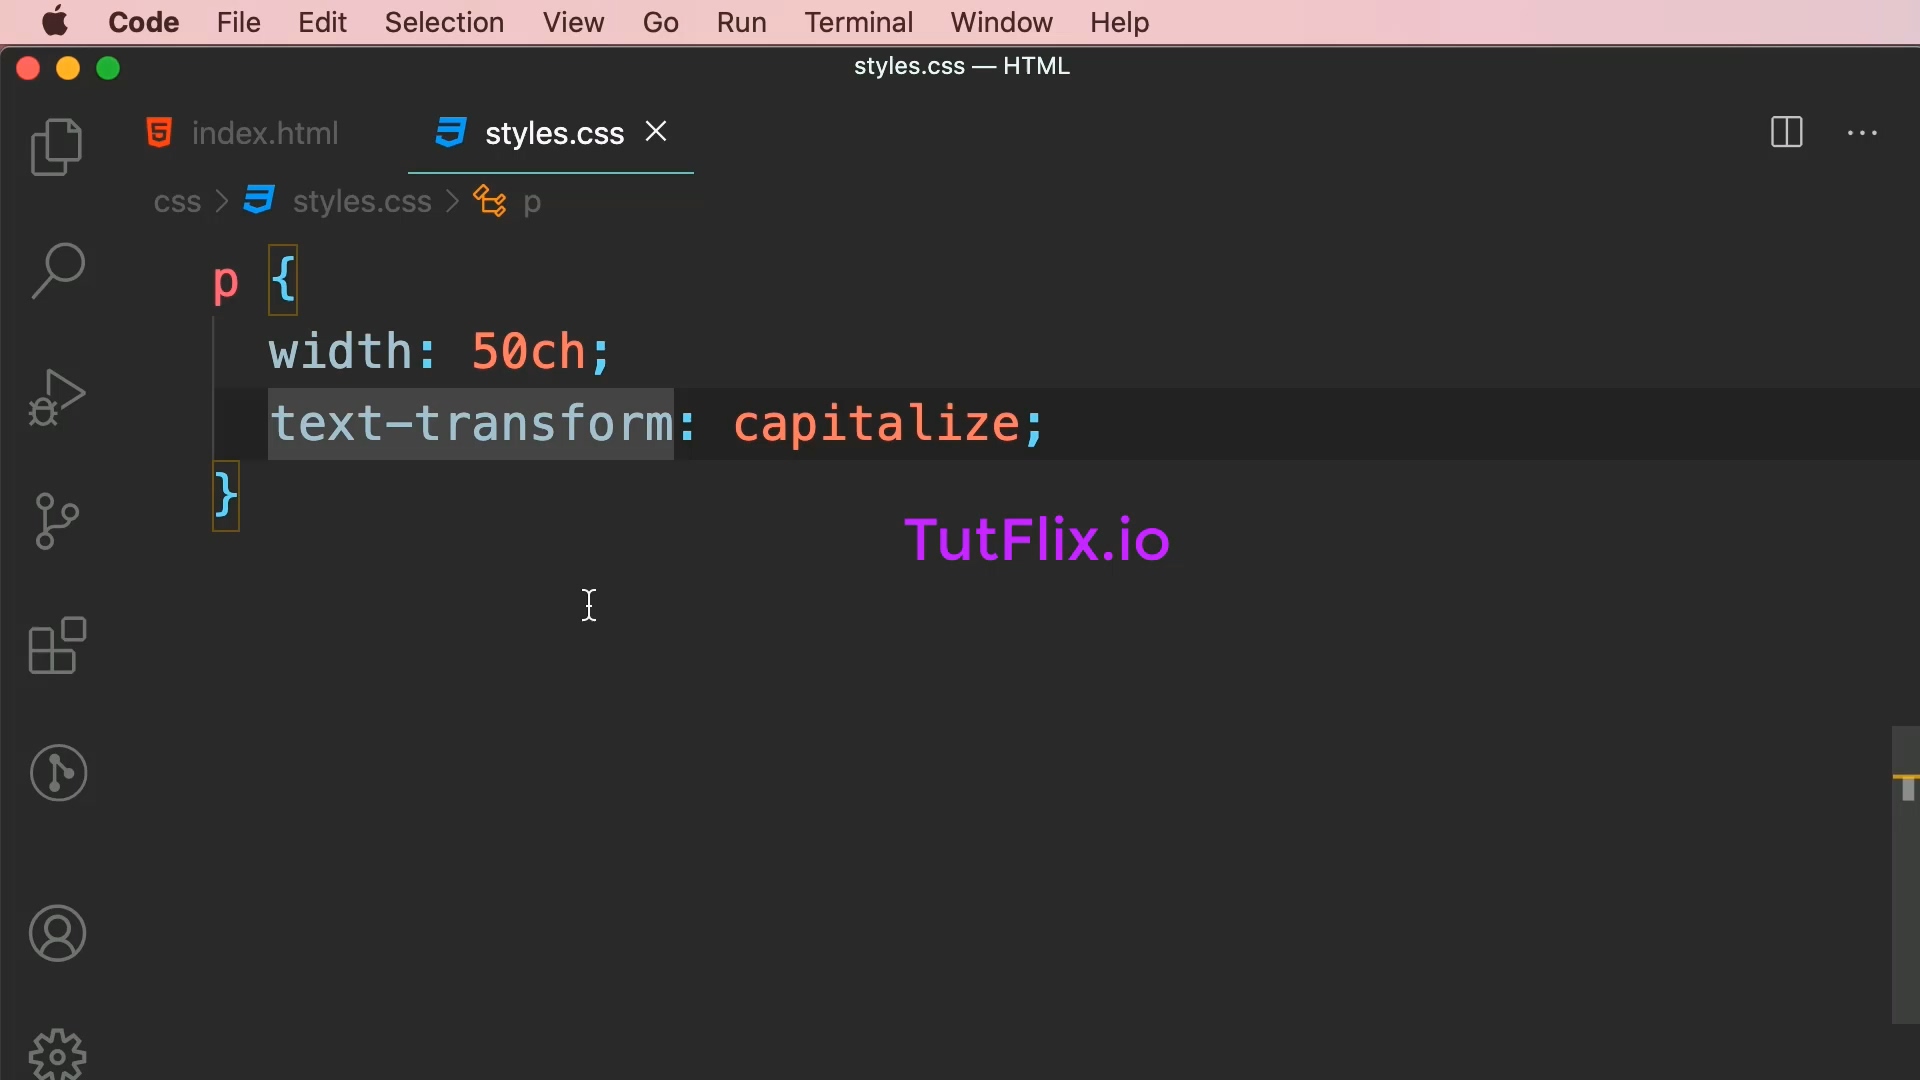 Code File Edit Selection View Go Run Terminal Window Help
styles.css — HTML
index.html styles.css
css > styles.css > p
p {
width: 50ch;
text-transform: capitalize;
}
TutFlix.io